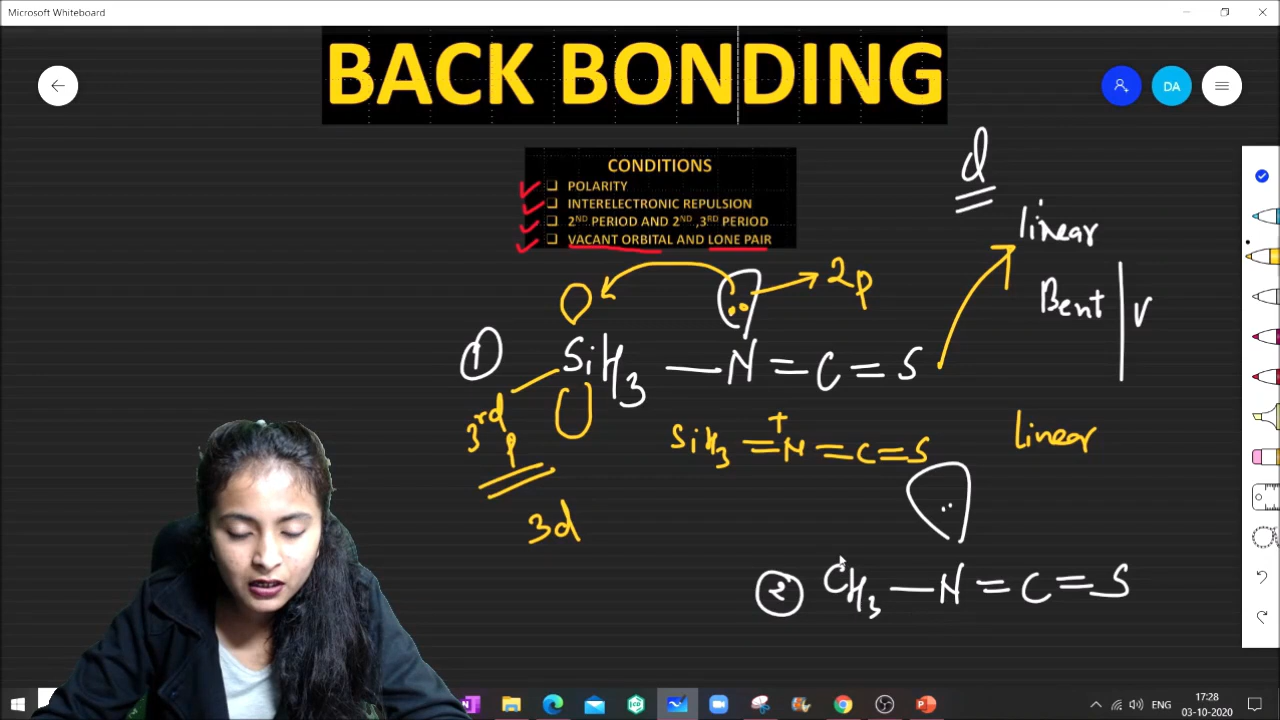 Microsoft Whiteboard
BACK BONDING
DA
CONDITIONS
POLARITY
INTERELECTRONIC REPULSION
2ND PERIOD AND 2ND ,3RD PERIOD
VACANT ORBITAL AND LONE PAIR
d
linear
2p
Bent
V
① SiH3 — N = C = S
3rd
p
SiH3 = N+ = C = S
linear
3d
② CH3 — N = C = S
ENG
17:28
03-10-2020